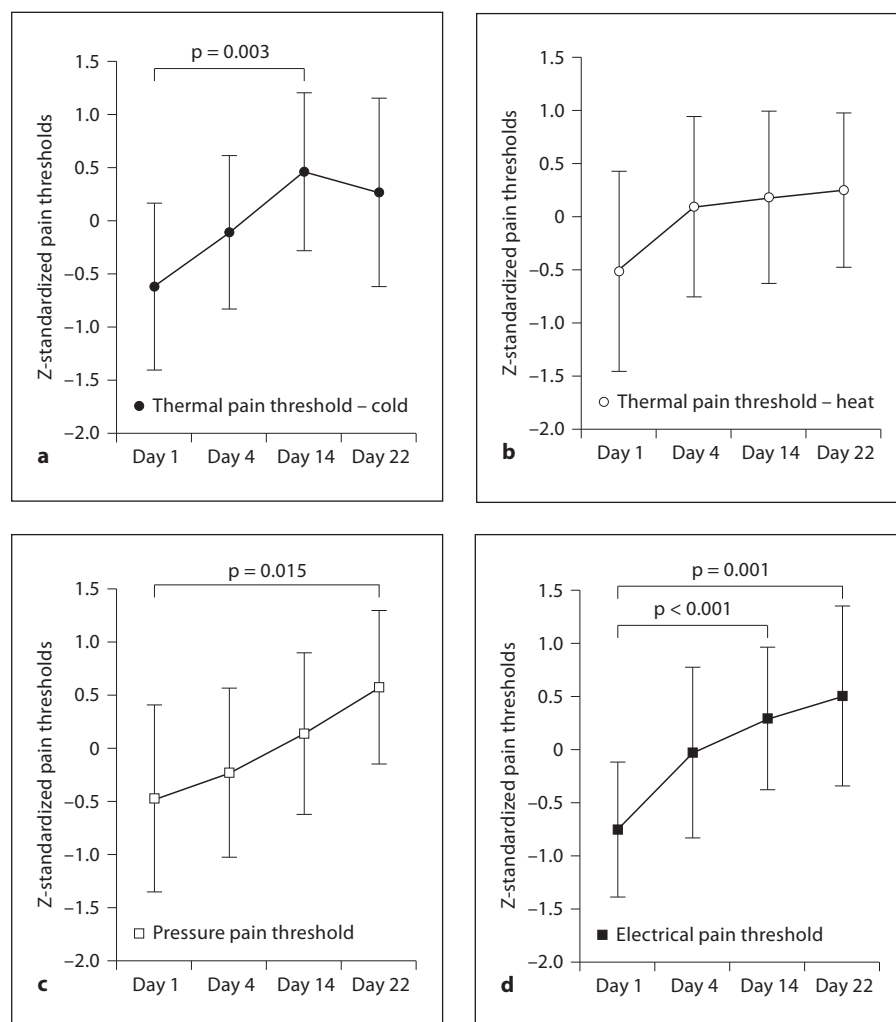 p = 0.003
Z-standardized pain thresholds
1.5
1.0
0.5
0
–0.5
–1.0
–1.5
–2.0
Thermal pain threshold – cold
a
Day 1 Day 4 Day 14 Day 22
Z-standardized pain thresholds
1.5
1.0
0.5
0
–0.5
–1.0
–1.5
–2.0
Thermal pain threshold – heat
b
Day 1 Day 4 Day 14 Day 22
p = 0.015
Z-standardized pain thresholds
1.5
1.0
0.5
0
–0.5
–1.0
–1.5
–2.0
Pressure pain threshold
c
Day 1 Day 4 Day 14 Day 22
p = 0.001
p < 0.001
Z-standardized pain thresholds
1.5
1.0
0.5
0
–0.5
–1.0
–1.5
–2.0
Electrical pain threshold
d
Day 1 Day 4 Day 14 Day 22